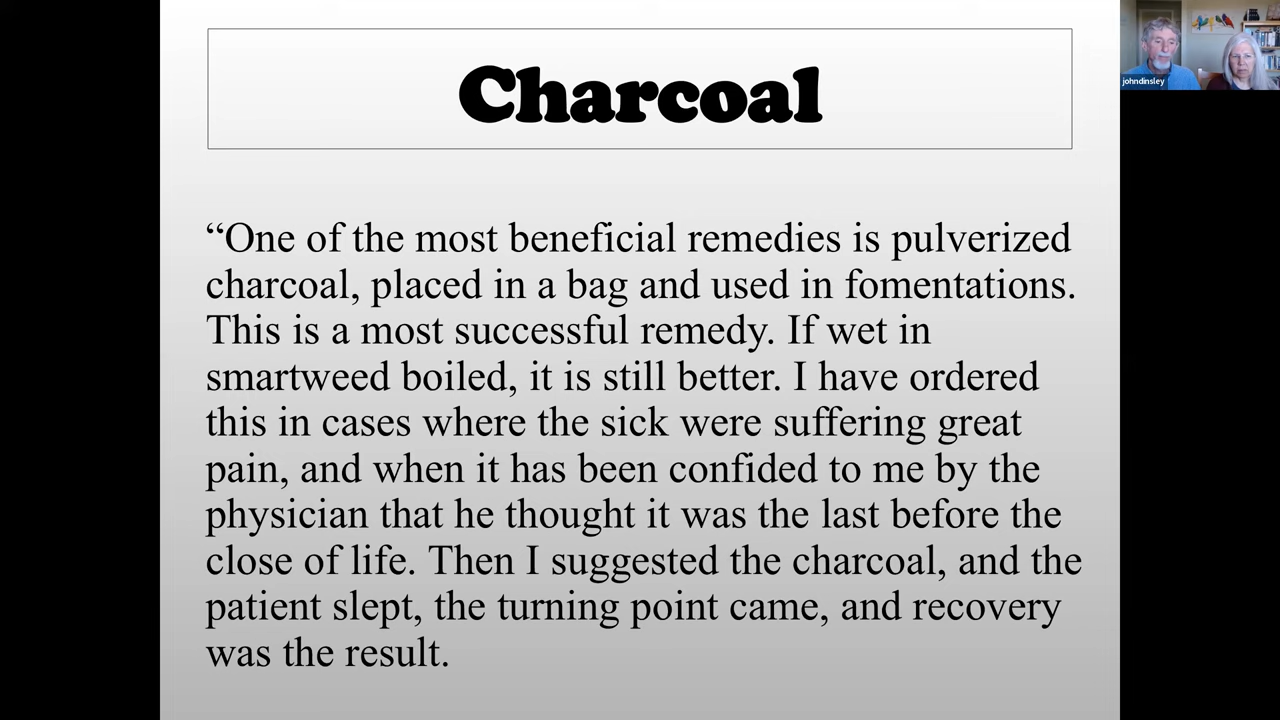 Charcoal
johndinsley
“One of the most beneficial remedies is pulverized
charcoal, placed in a bag and used in fomentations.
This is a most successful remedy. If wet in
smartweed boiled, it is still better. I have ordered
this in cases where the sick were suffering great
pain, and when it has been confided to me by the
physician that he thought it was the last before the
close of life. Then I suggested the charcoal, and the
patient slept, the turning point came, and recovery
was the result.